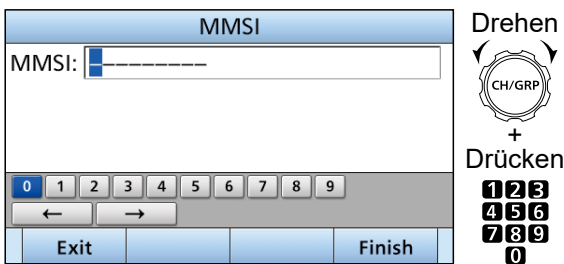 MMSI
MMSI: –––––––––
0 1 2 3 4 5 6 7 8 9
← →
Exit Finish
Drehen
CH/GRP
+
Drücken
1 2 3
4 5 6
7 8 9
0